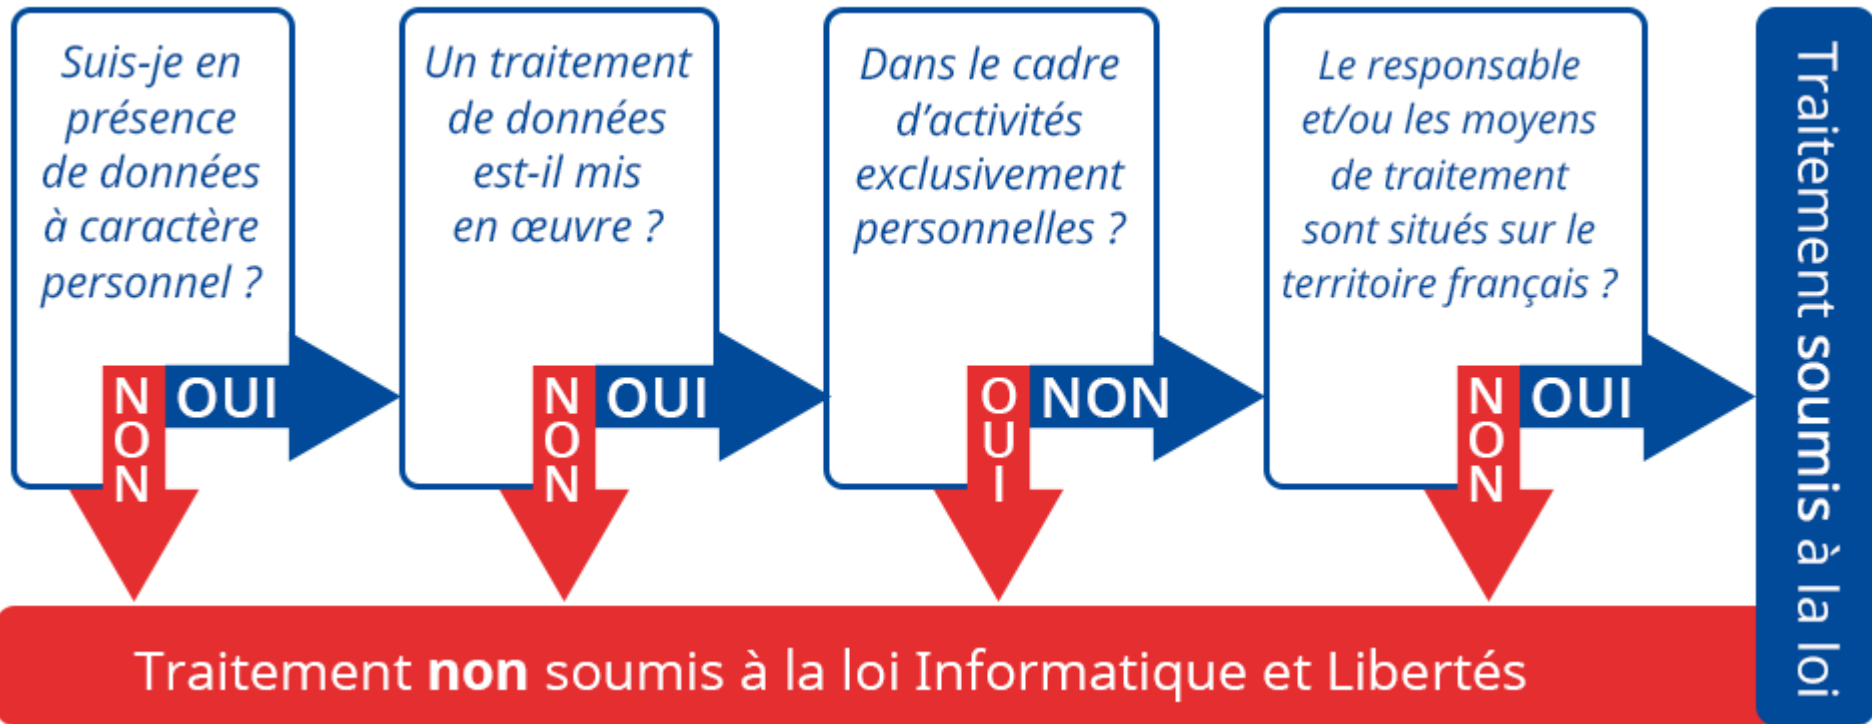 Suis-je en
présence
de données
à caractère
personnel ?
NON
OUI
Un traitement
de données
est-il mis
en œuvre ?
NON
OUI
Dans le cadre
d’activités
exclusivement
personnelles ?
OUI
NON
Le responsable
et/ou les moyens
de traitement
sont situés sur le
territoire français ?
NON
OUI
Traitement soumis à la loi
Traitement non soumis à la loi Informatique et Libertés